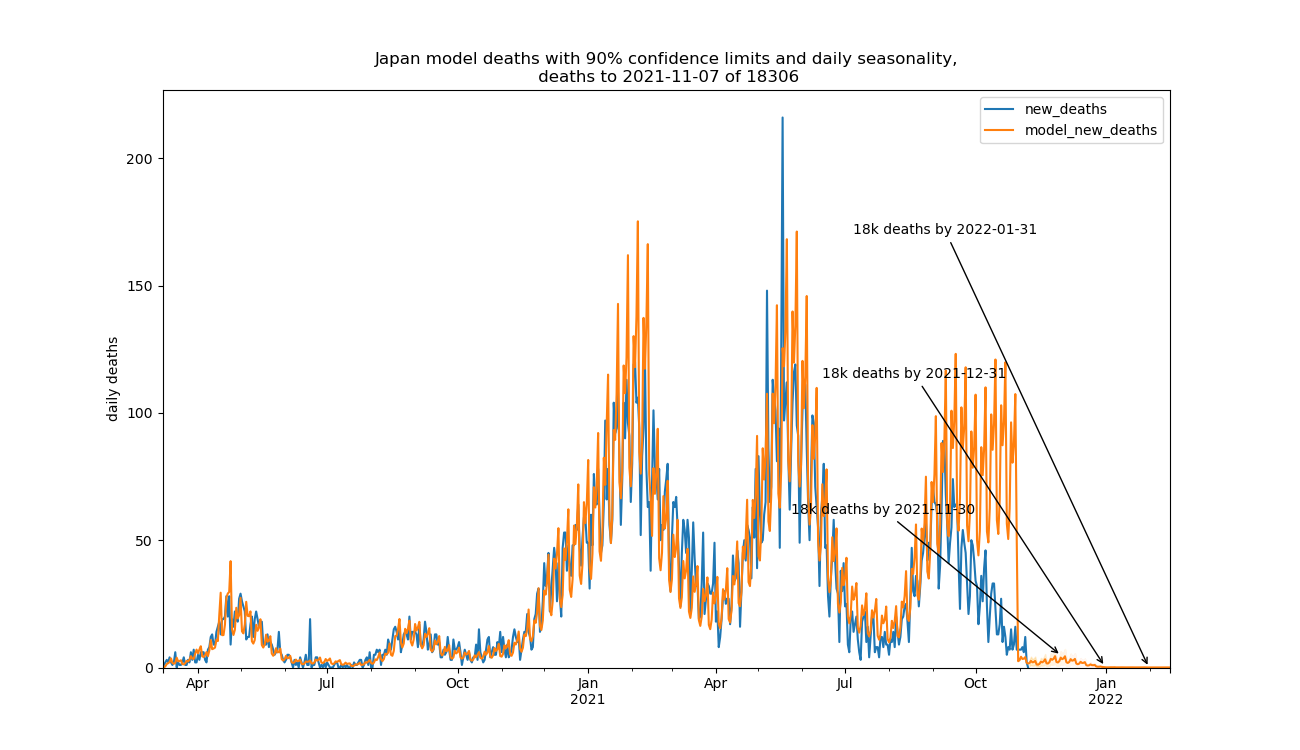 Japan model deaths with 90% confidence limits and daily seasonality,
deaths to 2021-11-07 of 18306
new_deaths
model_new_deaths
200
150
100
50
0
daily deaths
18k deaths by 2022-01-31
18k deaths by 2021-12-31
18k deaths by 2021-11-30
Apr Jul Oct Jan Apr Jul Oct Jan
2021 2022